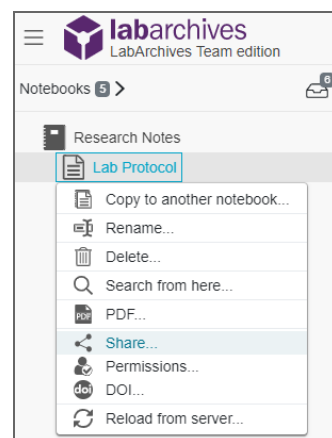 labarchives
LabArchives Team edition
Notebooks 5
6
Research Notes
Lab Protocol
Copy to another notebook...
Rename...
Delete...
Search from here...
PDF PDF...
Share...
Permissions...
doi DOI...
Reload from server...